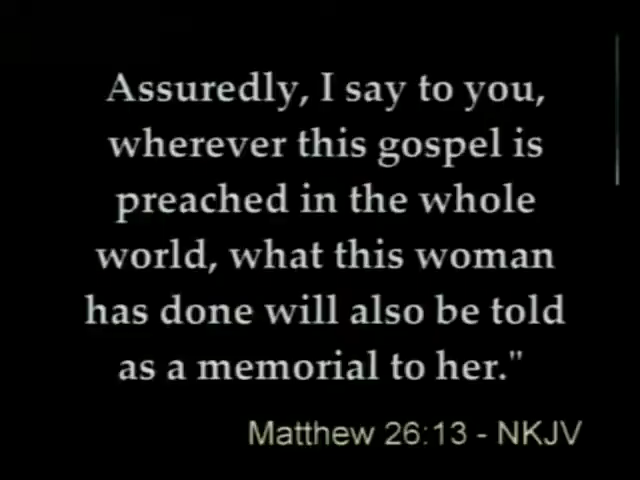 Assuredly, I say to you,
wherever this gospel is
preached in the whole
world, what this woman
has done will also be told
as a memorial to her."
Matthew 26:13 - NKJV